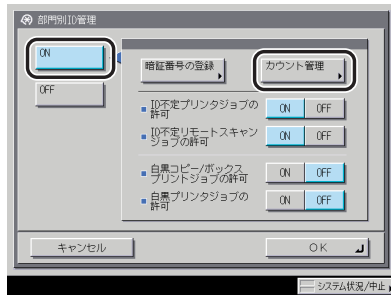 部門別ID管理
ON
OFF
暗証番号の登録
カウント管理
ID不定プリンタジョブの
許可
ON OFF
ID不定リモートスキャン
ジョブの許可
ON OFF
白黒コピー/ボックス
プリントジョブの許可
ON OFF
白黒プリンタジョブの
許可
ON OFF
キャンセル
OK
システム状況/中止